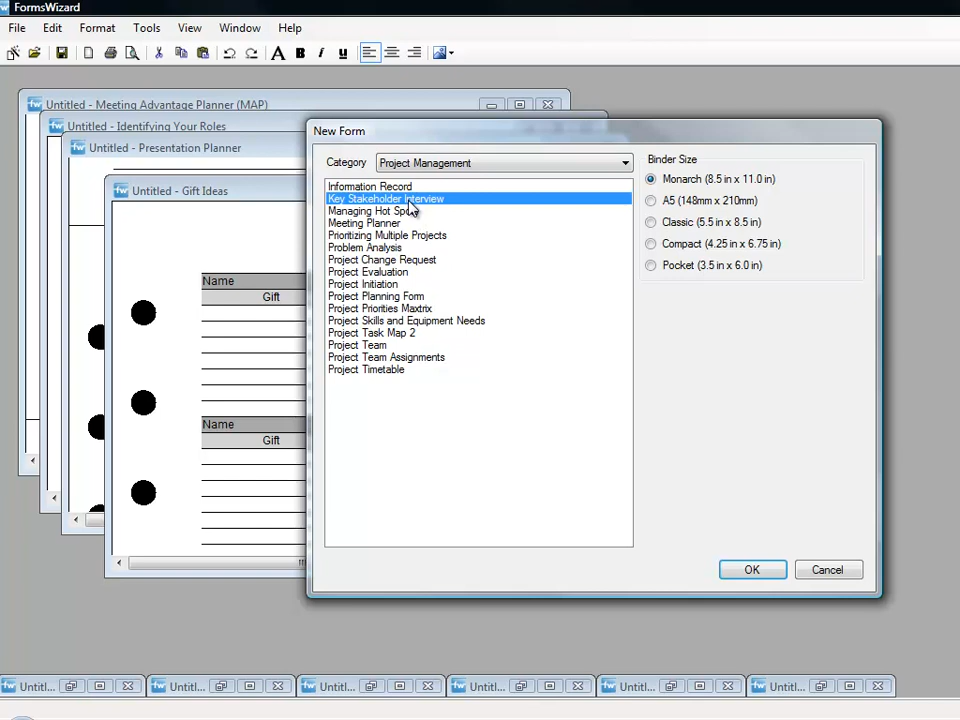 FormsWizard
File Edit Format Tools View Window Help
Untitled - Meeting Advantage Planner (MAP)
Untitled - Identifying Your Roles
Untitled - Presentation Planner
Untitled - Gift Ideas
Name
Gift
Name
Gift
New Form
Category Project Management
Information Record
Key Stakeholder Interview
Managing Hot Spots
Meeting Planner
Prioritizing Multiple Projects
Problem Analysis
Project Change Request
Project Evaluation
Project Initiation
Project Planning Form
Project Priorities Maxtrix
Project Skills and Equipment Needs
Project Task Map 2
Project Team
Project Team Assignments
Project Timetable
Binder Size
Monarch (8.5 in x 11.0 in)
A5 (148mm x 210mm)
Classic (5.5 in x 8.5 in)
Compact (4.25 in x 6.75 in)
Pocket (3.5 in x 6.0 in)
OK Cancel
Untitl... Untitl... Untitl... Untitl... Untitl... Untitl...